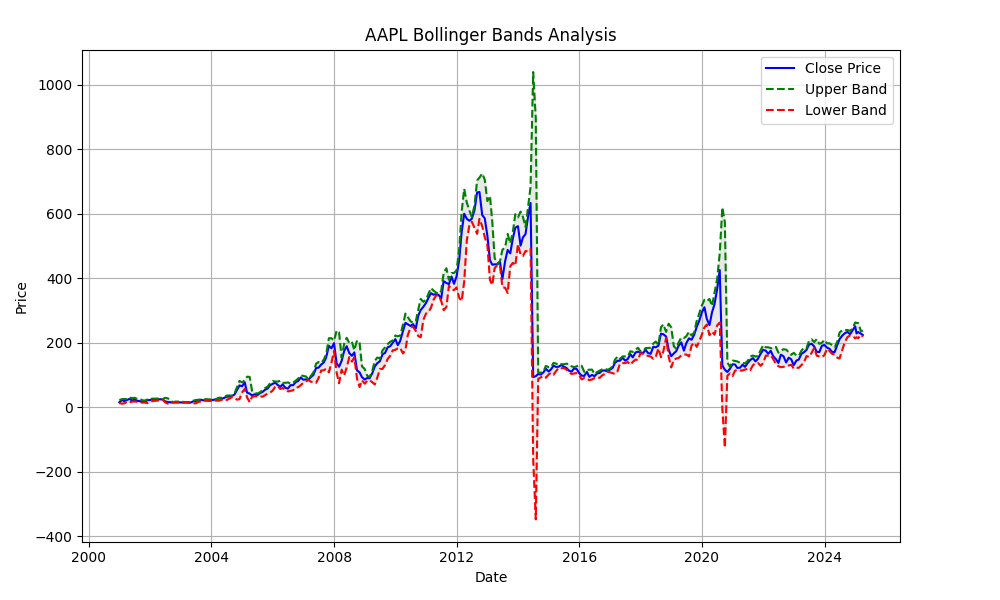 AAPL Bollinger Bands Analysis
Close Price
Upper Band
Lower Band
Price
1000
800
600
400
200
0
−200
−400
2000 2004 2008 2012 2016 2020 2024
Date